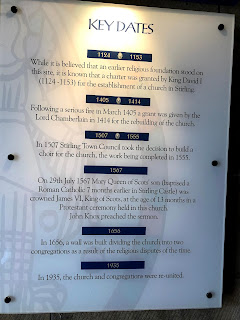 KEY DATES
1124 1153
While it is believed that an earlier religious foundation stood on
this site, it is known that a charter was granted by King David I
(1124 -1153) for the establishment of a church in Stirling.
1405 1414
Following a serious fire in March 1405 a grant was given by the
Lord Chamberlain in 1414 for the rebuilding of the church.
1507 1555
In 1507 Stirling Town Council took the decision to build a
choir for the church, the work being completed in 1555.
1567
On 29th July 1567 Mary Queen of Scots' son (baptised a
Roman Catholic 7 months earlier in Stirling Castle) was
crowned James VI, King of Scots, at the age of 13 months in a
Protestant ceremony held in this church.
John Knox preached the sermon.
1656
In 1656, a wall was built dividing the church into two
congregations as a result of the religious disputes of the time.
1935
In 1935, the church and congregations were re-united.